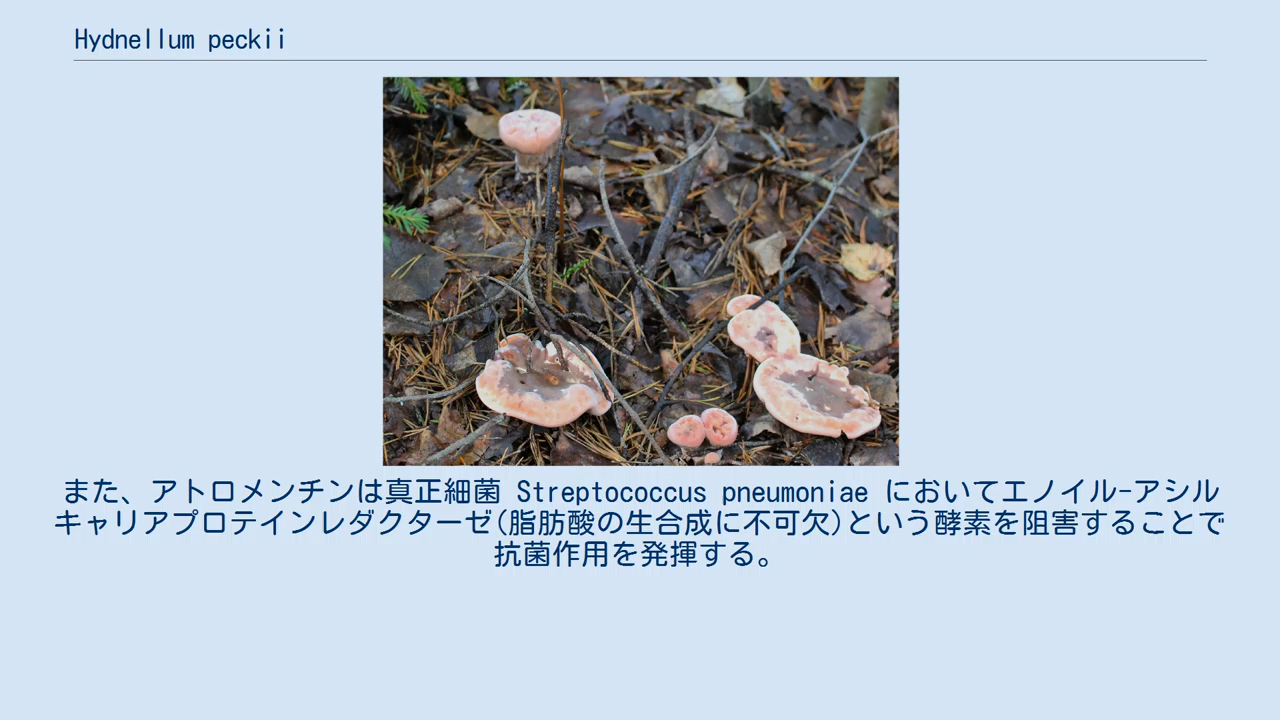 Hydnellum peckii
また、アトロメンチンは真正細菌 Streptococcus pneumoniae においてエノイル-アシル
キャリアプロテインレダクターゼ(脂肪酸の生合成に不可欠)という酵素を阻害することで
抗菌作用を発揮する。